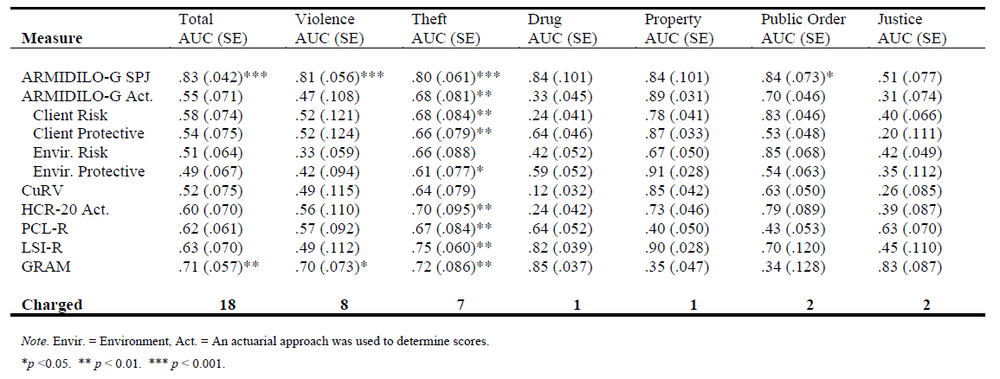 Total Violence Theft Drug Property Public Order Justice
Measure AUC (SE) AUC (SE) AUC (SE) AUC (SE) AUC (SE) AUC (SE) AUC (SE)
ARMIDILO-G SPJ .83 (.042)*** .81 (.056)*** .80 (.061)*** .84 (.101) .84 (.101) .84 (.073)* .51 (.077)
ARMIDILO-G Act. .55 (.071) .47 (.108) .68 (.081)** .33 (.045) .89 (.031) .70 (.046) .31 (.074)
Client Risk .58 (.074) .52 (.121) .68 (.084)** .24 (.041) .78 (.041) .83 (.046) .40 (.066)
Client Protective .54 (.075) .52 (.124) .66 (.079)** .64 (.046) .87 (.033) .53 (.048) .20 (.111)
Envir. Risk .51 (.064) .33 (.059) .66 (.088) .42 (.052) .67 (.050) .85 (.068) .42 (.049)
Envir. Protective .49 (.067) .42 (.094) .61 (.077)* .59 (.052) .91 (.028) .54 (.063) .35 (.112)
CuRV .52 (.075) .49 (.115) .64 (.079) .12 (.032) .85 (.042) .63 (.050) .26 (.085)
HCR-20 Act. .60 (.070) .56 (.110) .70 (.095)** .24 (.042) .73 (.046) .79 (.089) .39 (.087)
PCL-R .62 (.061) .57 (.092) .67 (.084)** .64 (.052) .40 (.050) .43 (.053) .63 (.070)
LSI-R .63 (.070) .49 (.112) .75 (.060)** .82 (.039) .90 (.028) .70 (.120) .45 (.110)
GRAM .71 (.057)** .70 (.073)* .72 (.086)** .85 (.037) .35 (.047) .34 (.128) .83 (.087)
Charged 18 8 7 1 1 2 2
Note. Envir. = Environment, Act. = An actuarial approach was used to determine scores.
*p <0.05. ** p < 0.01. *** p < 0.001.